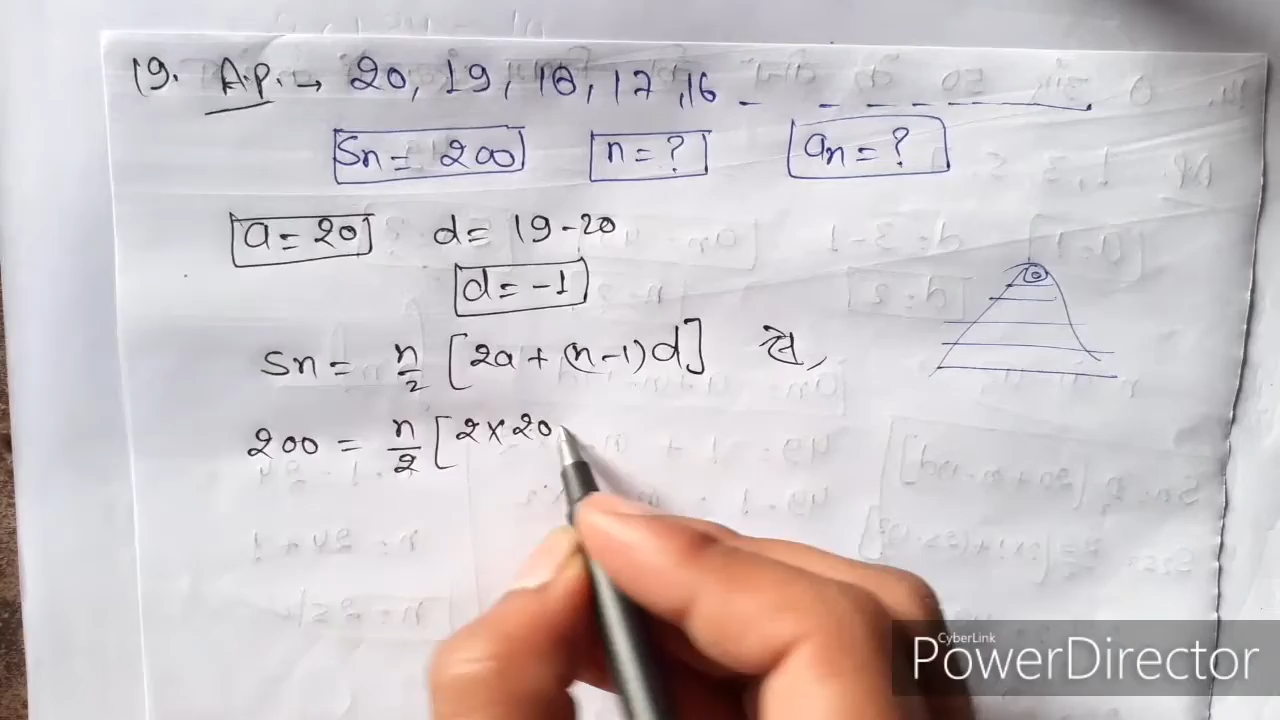 19. A.P. → 20, 19, 18, 17, 16 _ _ _ _ _
Sn = 200 n = ? an = ?
a = 20 d = 19 - 20
d = -1
Sn = n/2 [2a + (n-1)d] से,
200 = n/2 [2×20
CyberLink
PowerDirector